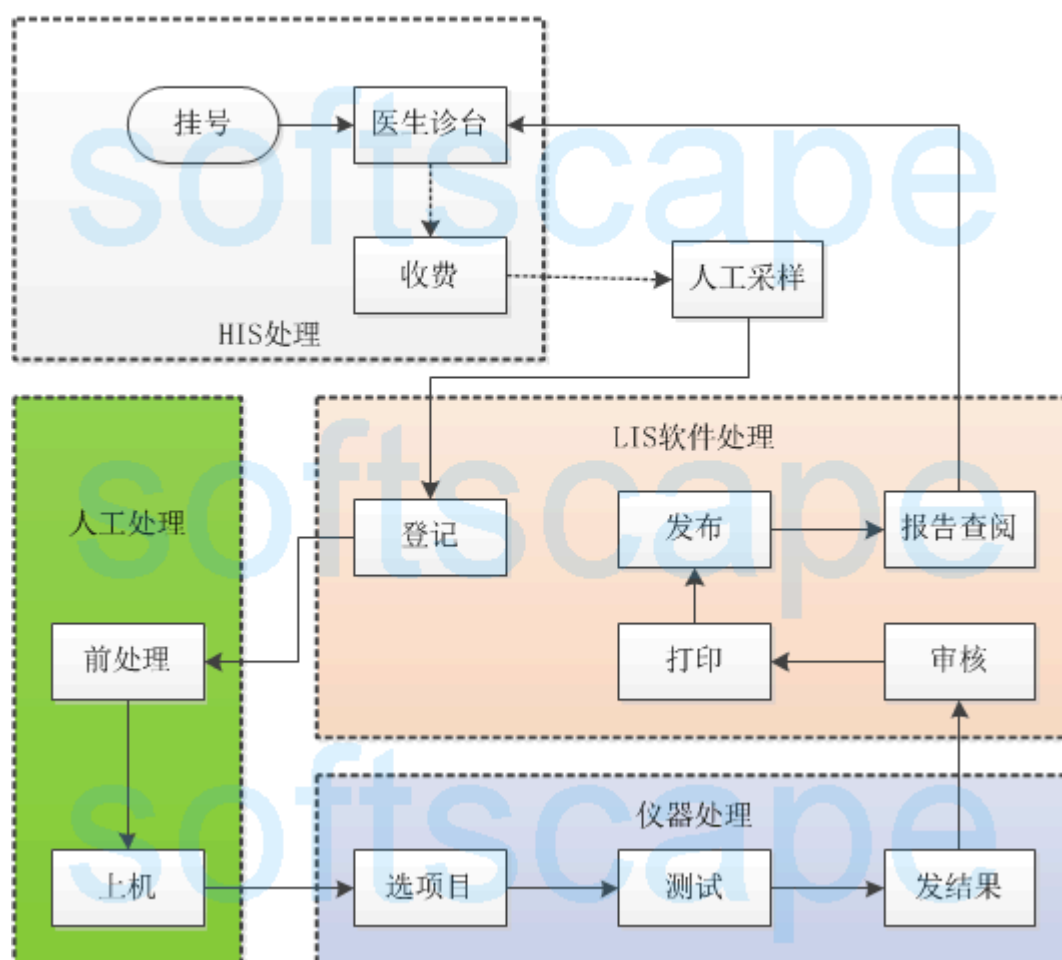 挂号
医生诊台
收费
人工采样
HIS处理
LIS软件处理
人工处理
登记
发布
报告查阅
前处理
打印
审核
仪器处理
上机
选项目
测试
发结果
softscape
softscape
softscape